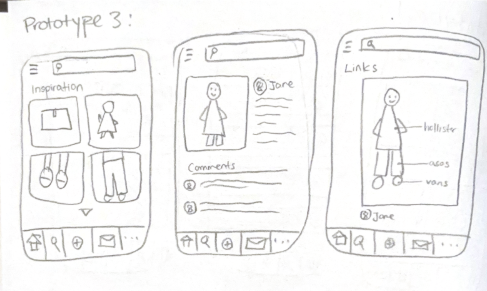 Prototype 3:
Inspiration
Jane
Comments
Links
hollister
asos
vans
Jane